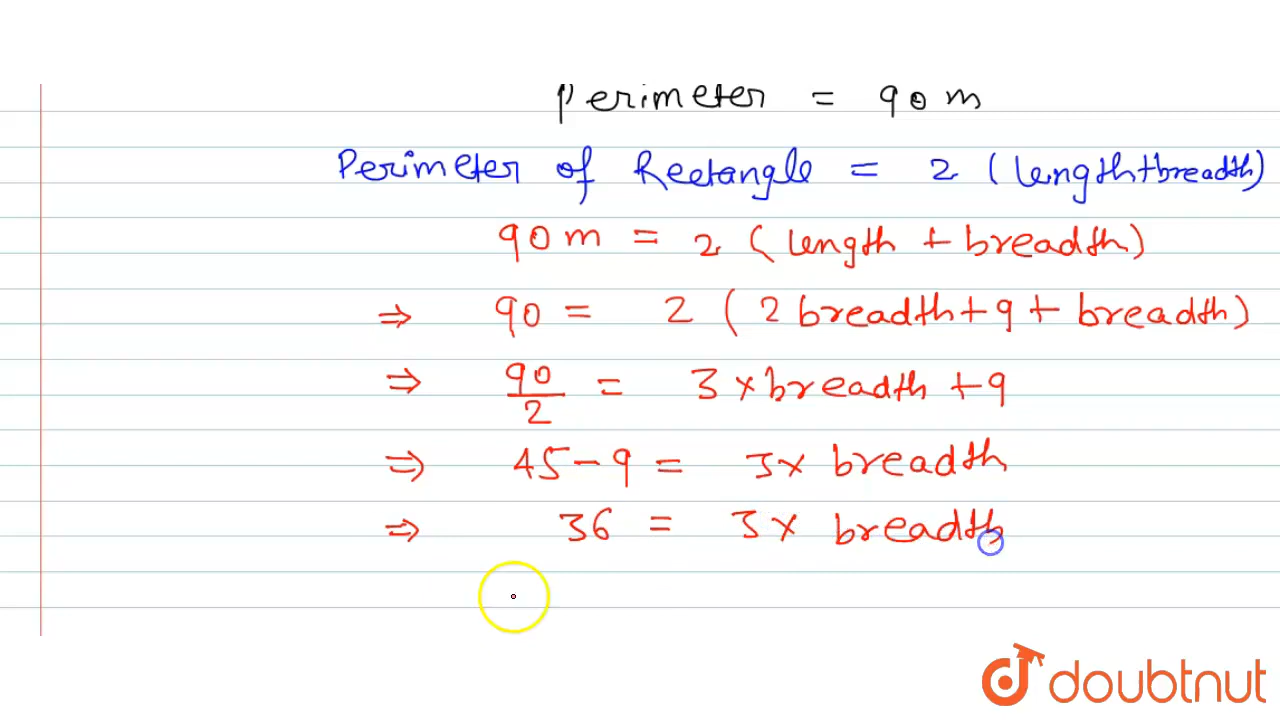 Perimeter = 90 m
Perimeter of Rectangle = 2 (length+breadth)
90 m = 2 (length + breadth)
⇒ 90 = 2 (2 breadth + 9 + breadth)
⇒ 90/2 = 3 × breadth + 9
⇒ 45 - 9 = 3× breadth
⇒ 36 = 3 × breadth
doubtnut